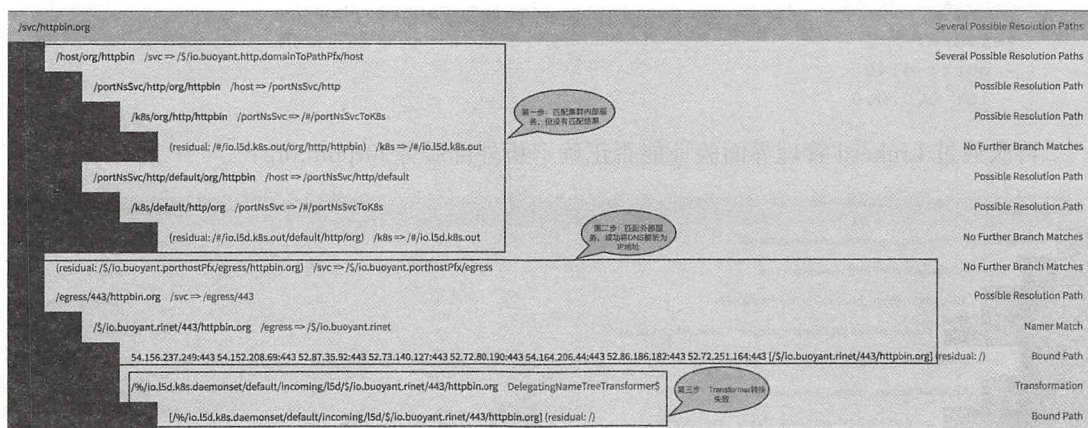 /svc/httpbin.org Several Possible Resolution Paths
/host/org/httpbin /svc => /$/io.buoyant.http.domainToPathPfx/host Several Possible Resolution Paths
/portNsSvc/http/org/httpbin /host => /portNsSvc/http Possible Resolution Path
/k8s/org/http/httpbin /portNsSvc => /#/portNsSvcToK8s Possible Resolution Path
第一步：匹配集群内部服
务，但没有匹配结果
(residual: /#/io.l5d.k8s.out/org/http/httpbin) /k8s => /#/io.l5d.k8s.out No Further Branch Matches
/portNsSvc/http/default/org/httpbin /host => /portNsSvc/http/default Possible Resolution Path
/k8s/default/http/org /portNsSvc => /#/portNsSvcToK8s Possible Resolution Path
(residual: /#/io.l5d.k8s.out/default/http/org) /k8s => /#/io.l5d.k8s.out No Further Branch Matches
第二步：匹配外部服
务，成功将DNS解析为
IP地址
(residual: /$/io.buoyant.porthostPfx/egress/httpbin.org) /svc => /$/io.buoyant.porthostPfx/egress No Further Branch Matches
/egress/443/httpbin.org /svc => /egress/443 Possible Resolution Path
/$/io.buoyant.rinet/443/httpbin.org /egress => /$/io.buoyant.rinet Namer Match
54.156.237.249:443 54.152.208.69:443 52.87.35.92:443 52.73.140.127:443 52.72.80.190:443 54.164.206.44:443 52.86.186.182:443 52.72.251.164:443 [/$/io.buoyant.rinet/443/httpbin.org] (residual: /) Bound Path
/%/io.l5d.k8s.daemonset/default/incoming/l5d/$/io.buoyant.rinet/443/httpbin.org DelegatingNameTreeTransformer$ Transformation
第三步：Transformer转换
失败
[/%/io.l5d.k8s.daemonset/default/incoming/l5d/$/io.buoyant.rinet/443/httpbin.org] (residual: /) Bound Path